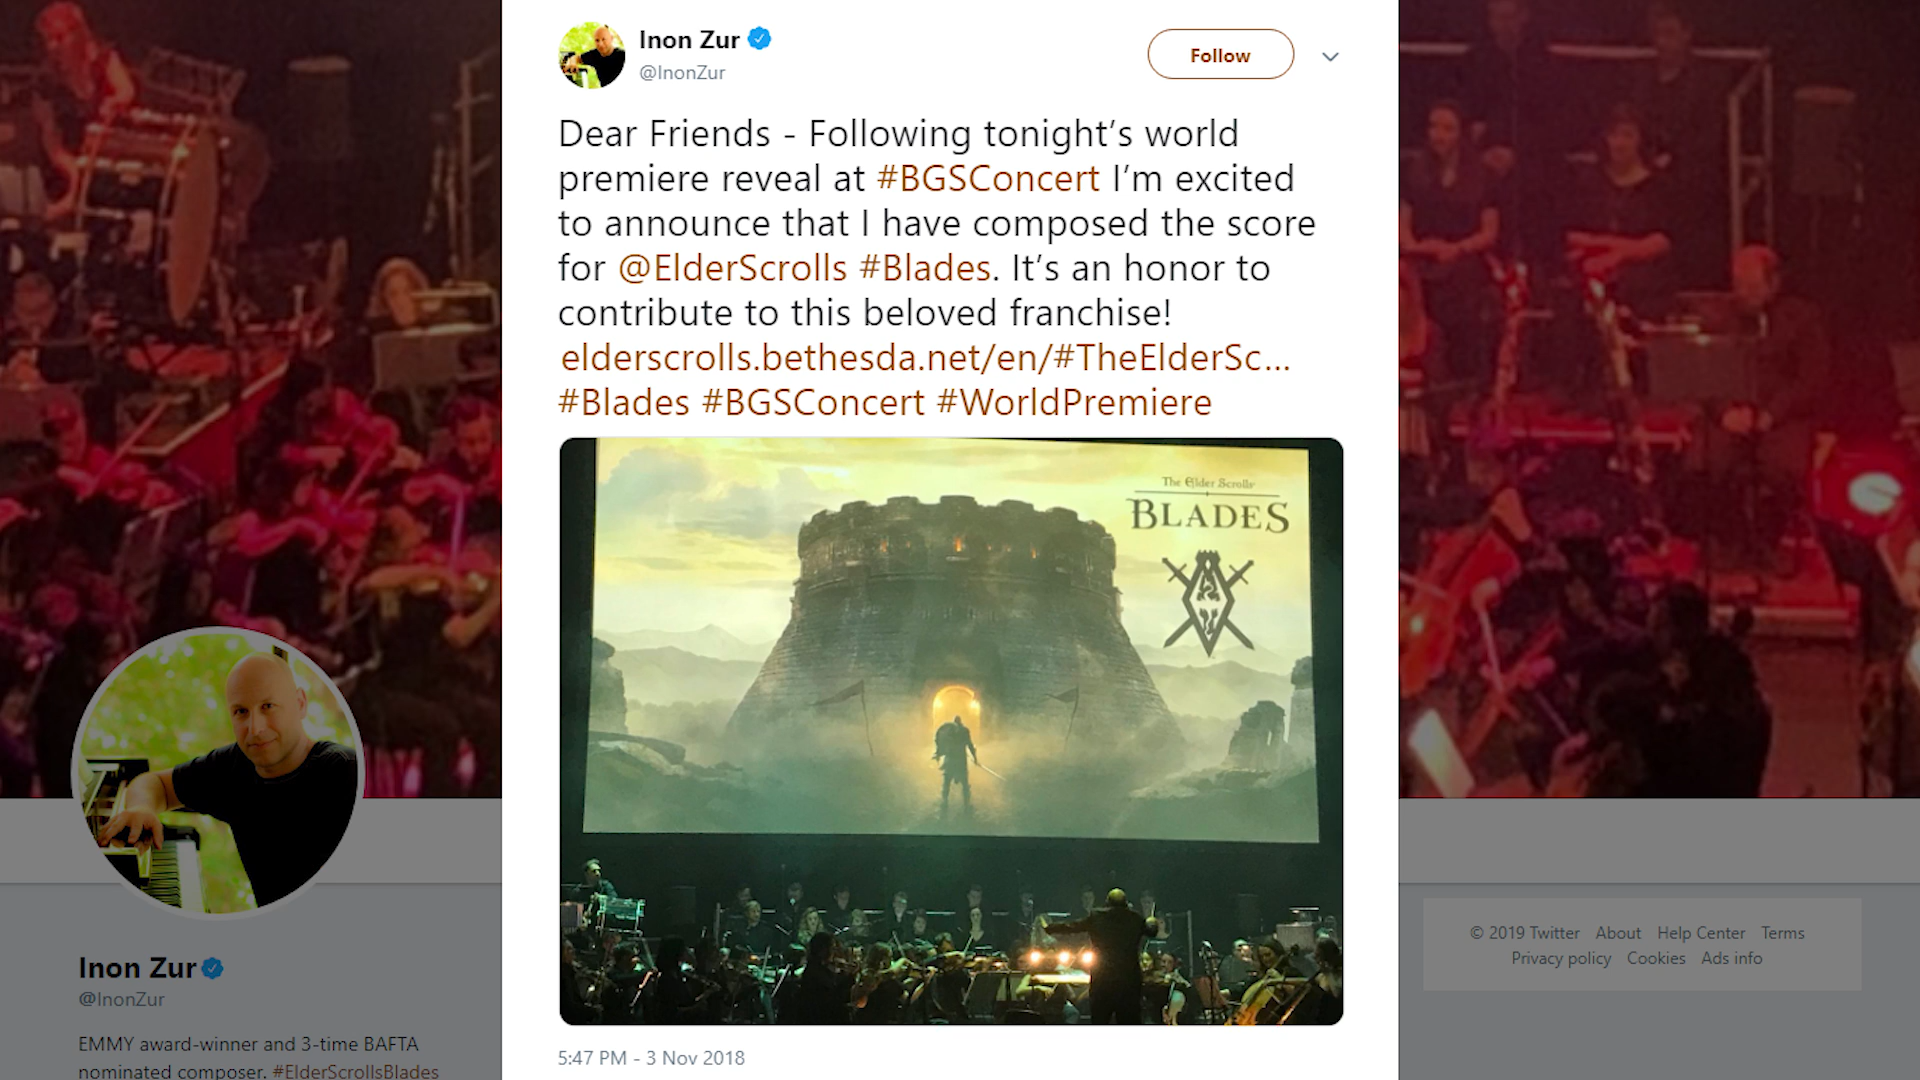 Inon Zur
@InonZur
Follow
Dear Friends - Following tonight’s world
premiere reveal at #BGSConcert I’m excited
to announce that I have composed the score
for @ElderScrolls #Blades. It’s an honor to
contribute to this beloved franchise!
elderscrolls.bethesda.net/en/#TheElderSc…
#Blades #BGSConcert #WorldPremiere
The Elder Scrolls
BLADES
5:47 PM - 3 Nov 2018
Inon Zur
@InonZur
EMMY award-winner and 3-time BAFTA
nominated composer. #ElderScrollsBlades
© 2019 Twitter About Help Center Terms
Privacy policy Cookies Ads info